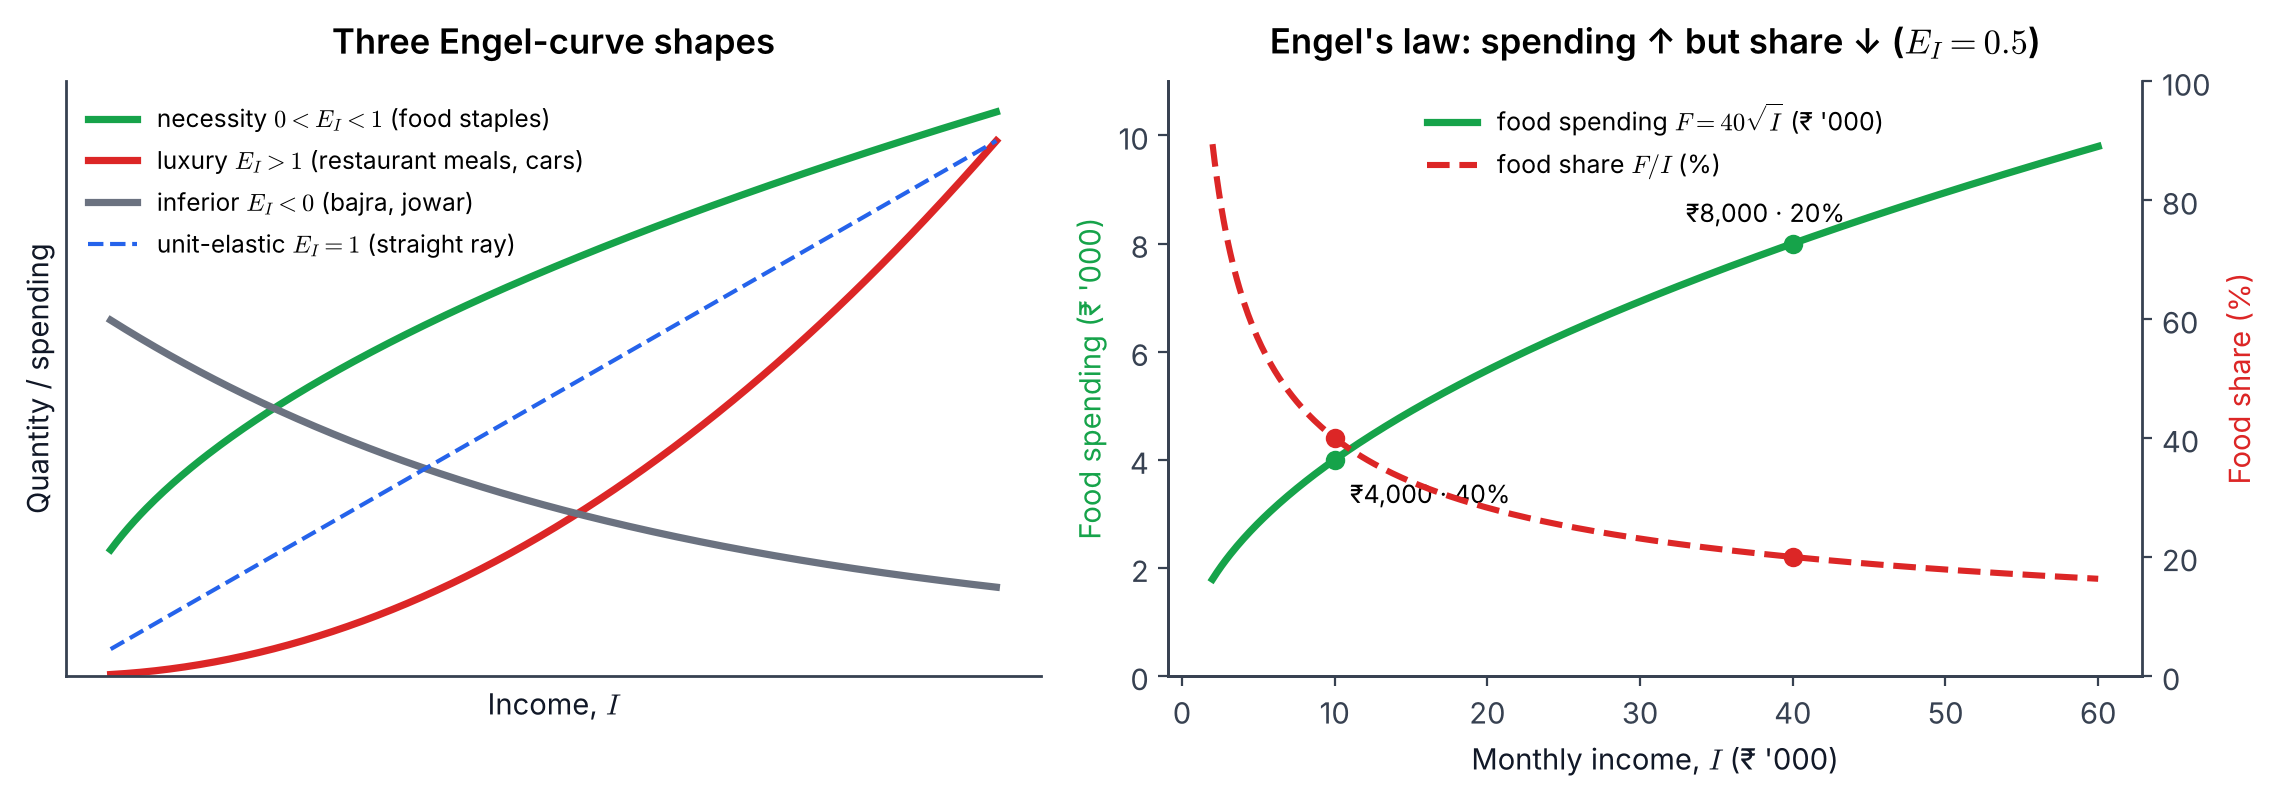 Three Engel-curve shapes
necessity 0 < E_I < 1 (food staples)
luxury E_I > 1 (restaurant meals, cars)
inferior E_I < 0 (bajra, jowar)
unit-elastic E_I = 1 (straight ray)
Quantity / spending
Income, I
Engel's law: spending ↑ but share ↓ (E_I = 0.5)
food spending F = 40√I (₹ '000)
food share F/I (%)
₹8,000 · 20%
₹4,000 · 40%
Food spending (₹ '000)
10
8
6
4
2
0
100
80
60
40
20
0
Food share (%)
0 10 20 30 40 50 60
Monthly income, I (₹ '000)